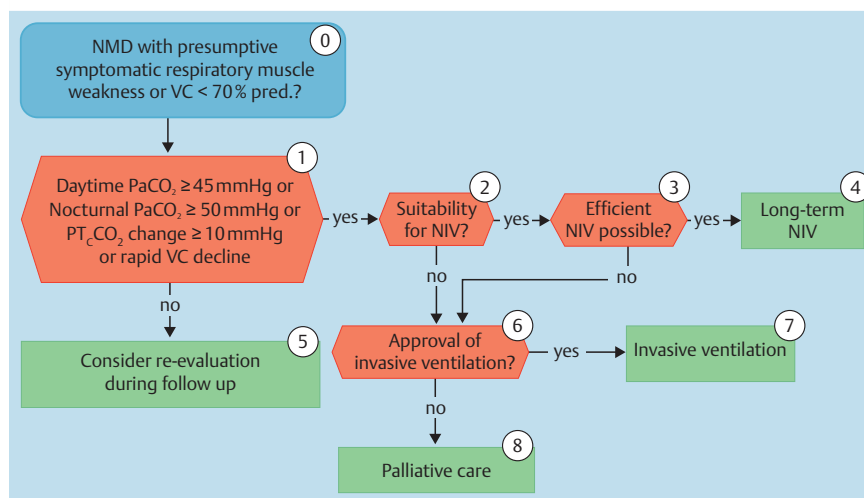 0
NMD with presumptive
symptomatic respiratory muscle
weakness or VC < 70 % pred.?
1
Daytime PaCO₂ ≥ 45 mmHg or
Nocturnal PaCO₂ ≥ 50 mmHg or
PTCCO₂ change ≥ 10 mmHg
or rapid VC decline
yes
2
Suitability
for NIV?
yes
3
Efficient
NIV possible?
yes
4
Long-term
NIV
no
no
no
5
Consider re-evaluation
during follow up
6
Approval of
invasive ventilation?
yes
7
Invasive ventilation
no
8
Palliative care